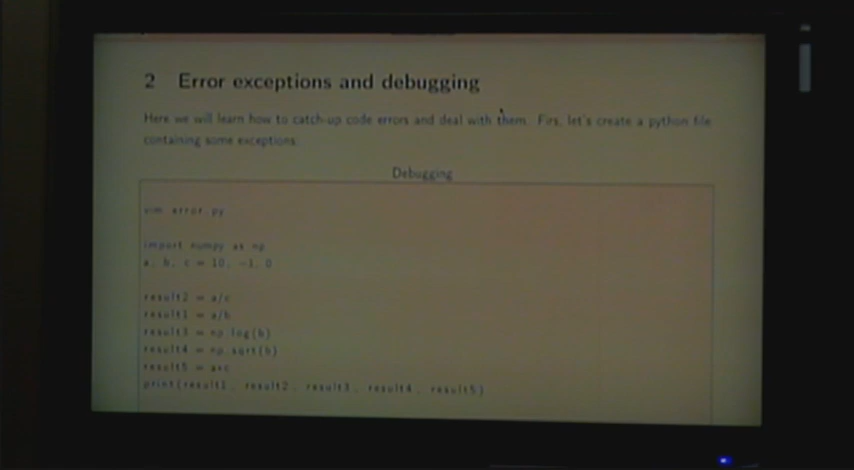 2 Error exceptions and debugging
Here we will learn how to catch-up code errors and deal with them. Firs, let's create a python file
containing some exceptions:
Debugging
vim error.py
import numpy as np
a, b, c = 10, -1, 0
result2 = a/c
result1 = a/b
result3 = np.log(b)
result4 = np.sqrt(b)
result5 =
print(result1, result2, result3, result4, result5)